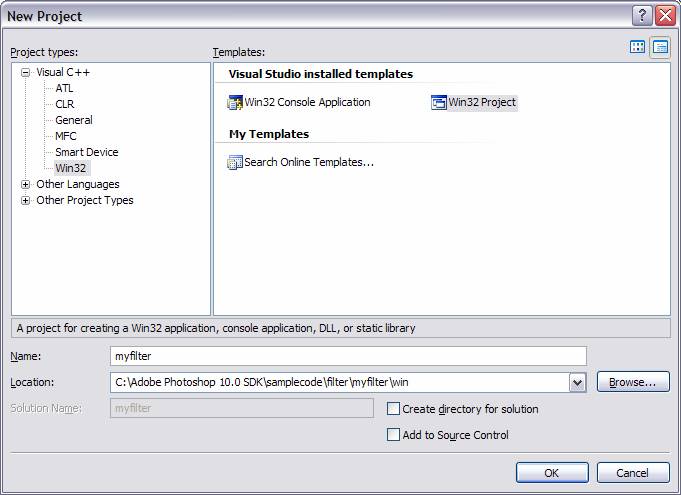 New Project
Project types:
Templates:
Visual C++
ATL
CLR
General
MFC
Smart Device
Win32
Other Languages
Other Project Types
Visual Studio installed templates
Win32 Console Application
Win32 Project
My Templates
Search Online Templates...
A project for creating a Win32 application, console application, DLL, or static library
Name:
myfilter
Location:
C:\Adobe Photoshop 10.0 SDK\samplecode\filter\myfilter\win
Browse...
Solution Name:
myfilter
Create directory for solution
Add to Source Control
OK
Cancel